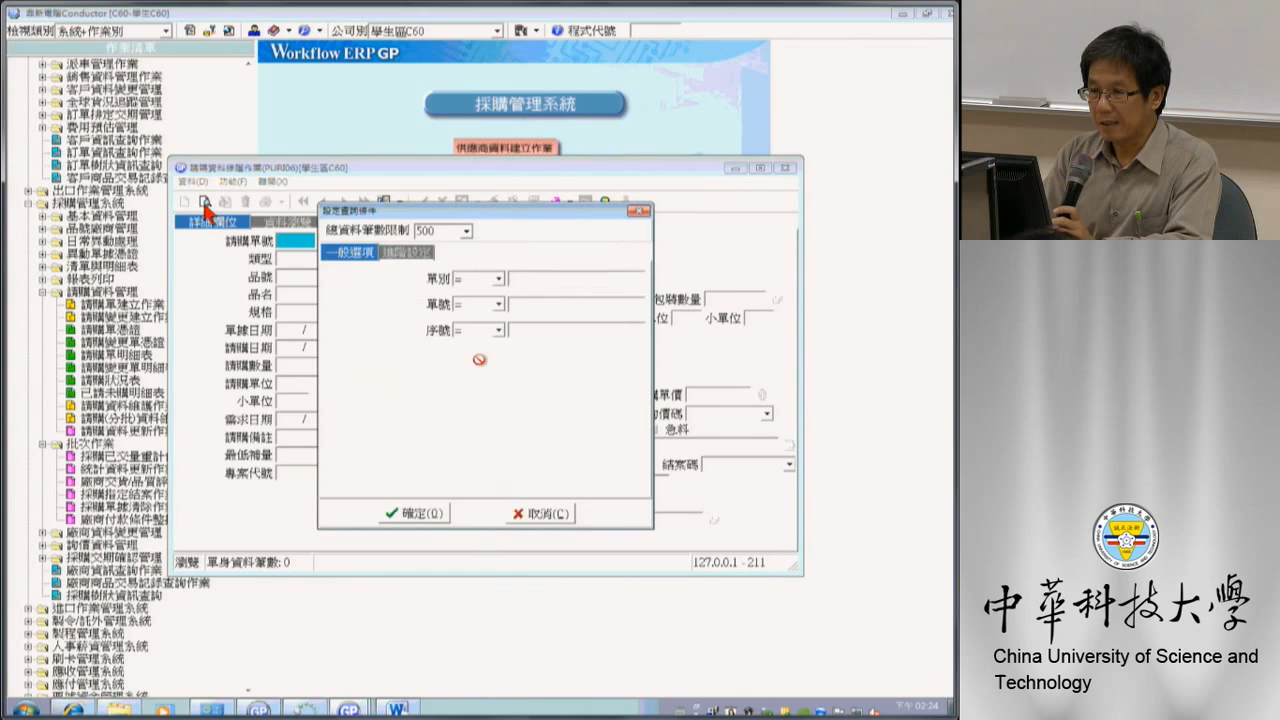 鼎新電腦Conductor [C60-學生區C60]
檢視類別 系統+作業別
公司別 學生區C60
程式代號
作業清單
派車管理作業
銷售資料管理作業
客戶資料變更管理
全球貨況追蹤管理
訂單排定交期管理
費用預估管理
客戶資訊查詢作業
訂單資訊查詢作業
訂單樹狀資訊查詢
客戶商品交易記錄
出口作業管理系統
採購管理系統
基本資料管理
品號廠商管理
日常異動處理
異動單據憑證
清單與明細表
報表列印
請購資料管理
請購單建立作業
請購變更建立作
請購單憑證
請購變更單憑證
請購單明細表
請購變更單明細
請購狀況表
已請未購明細表
請購資料維護作
請購(分批)資料
請購資料更新作
批次作業
採購已交量重計
統計資料更新作
廠商交貨/品質評
採購指定結案作
採購單據清除作
廠商付款條件整
廠商資料變更管理
詢價資料管理
採購交期確認管理
廠商資訊查詢作業
廠商商品交易記錄查詢作業
採購樹狀資訊查詢
進口作業管理系統
製令/託外管理系統
製程管理系統
人事薪資管理系統
刷卡管理系統
應收管理系統
應付管理系統
Workflow ERP GP
採購管理系統
供應商資料建立作業
請購資料維護作業(PURI06)[學生區C60]
資料(D) 功能(F) 離開(X)
詳細欄位 資料瀏覽
請購單號
類型
品號
品名
規格
單據日期 /
請購日期 /
請購數量
請購單位
小單位
需求日期 /
請購備註
最低補量
專案代號
包裝數量
位 小單位
購單價
價碼
急料
結案碼
設定查詢條件
總資料筆數限制 500
一般選項 進階設定
單別 =
單號 =
序號 =
確定(O) 取消(C)
瀏覽 單身資料筆數: 0
127.0.0.1 - 211
下午 02:24
中華科技大學
China University of Science and
Technology